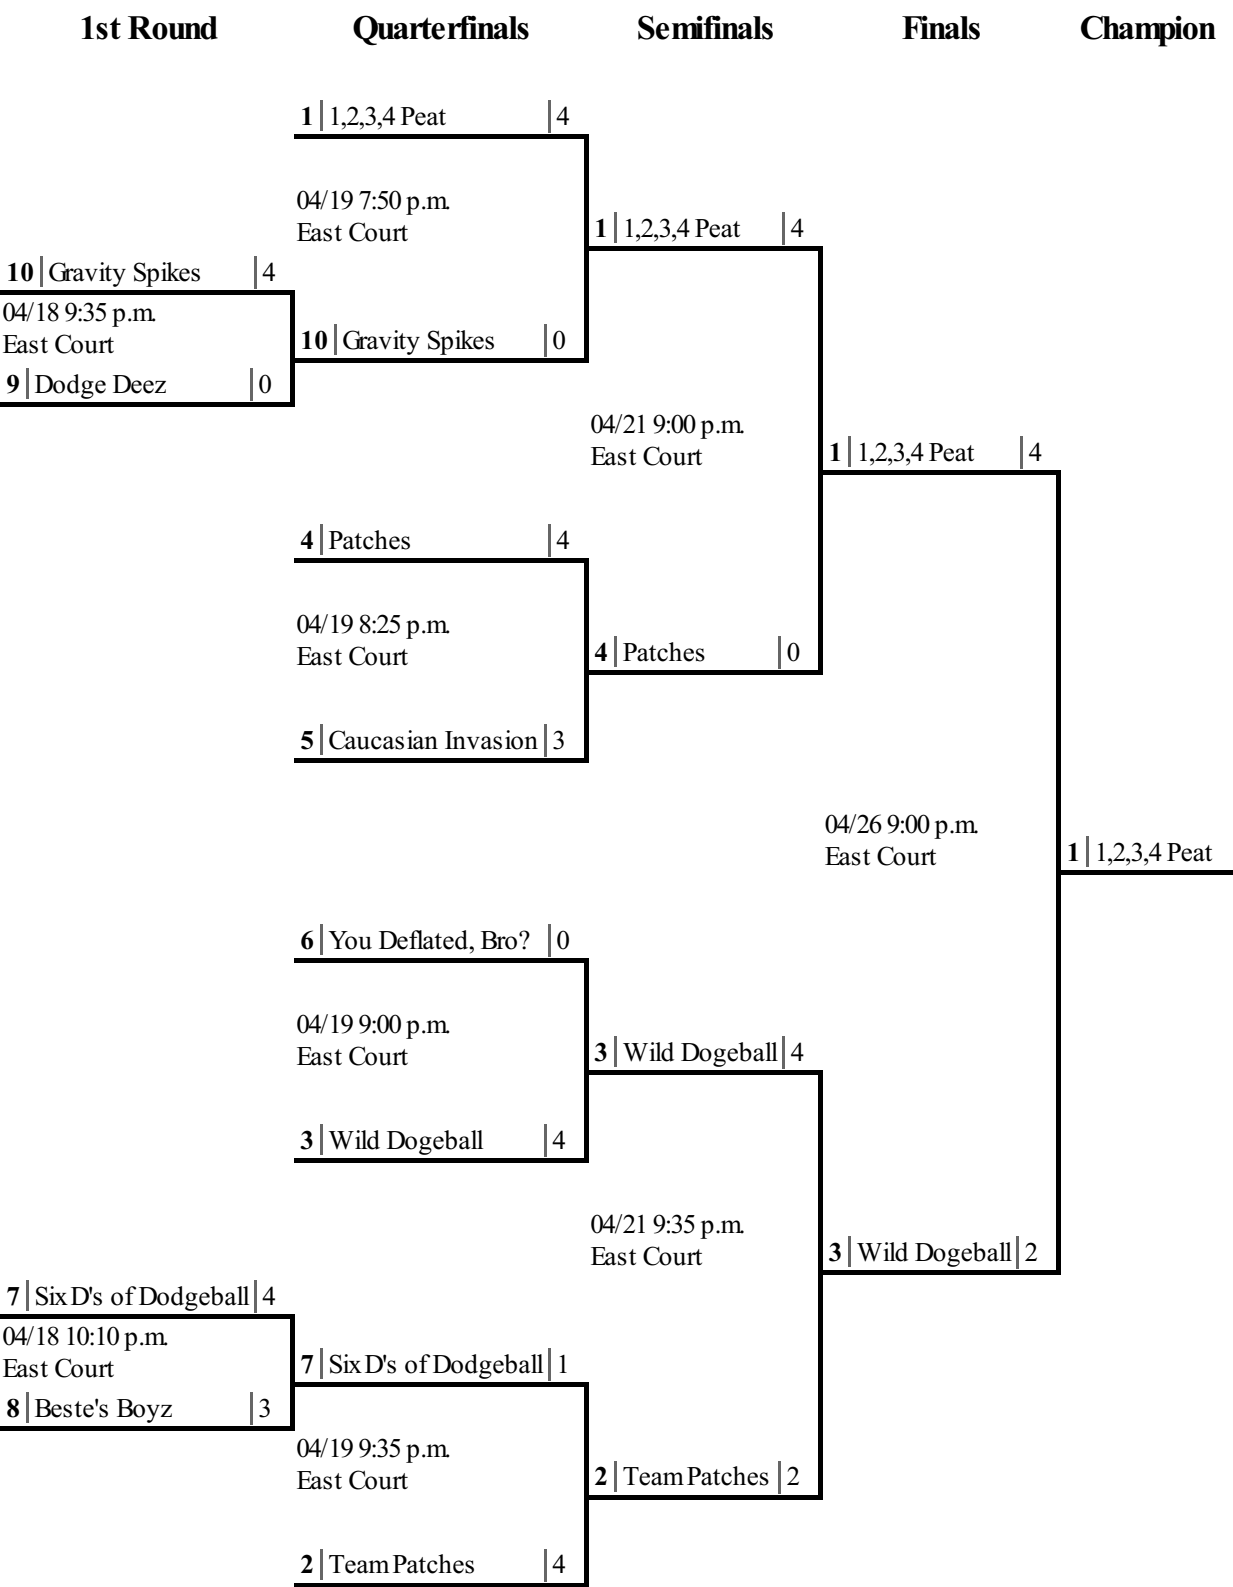 1st Round Quarterfinals Semifinals Finals Champion
1 1,2,3,4 Peat 4
04/19 7:50 p.m.
East Court
1 1,2,3,4 Peat 4
10 Gravity Spikes 4
04/18 9:35 p.m.
East Court
10 Gravity Spikes 0
9 Dodge Deez 0
04/21 9:00 p.m.
East Court
1 1,2,3,4 Peat 4
4 Patches 4
04/19 8:25 p.m.
East Court
4 Patches 0
5 Caucasian Invasion 3
04/26 9:00 p.m.
East Court
1 1,2,3,4 Peat
6 You Deflated, Bro? 0
04/19 9:00 p.m.
East Court
3 Wild Dogeball 4
3 Wild Dogeball 4
04/21 9:35 p.m.
East Court
3 Wild Dogeball 2
7 Six D's of Dodgeball 4
04/18 10:10 p.m.
East Court
7 Six D's of Dodgeball 1
8 Beste's Boyz 3
04/19 9:35 p.m.
East Court
2 Team Patches 2
2 Team Patches 4